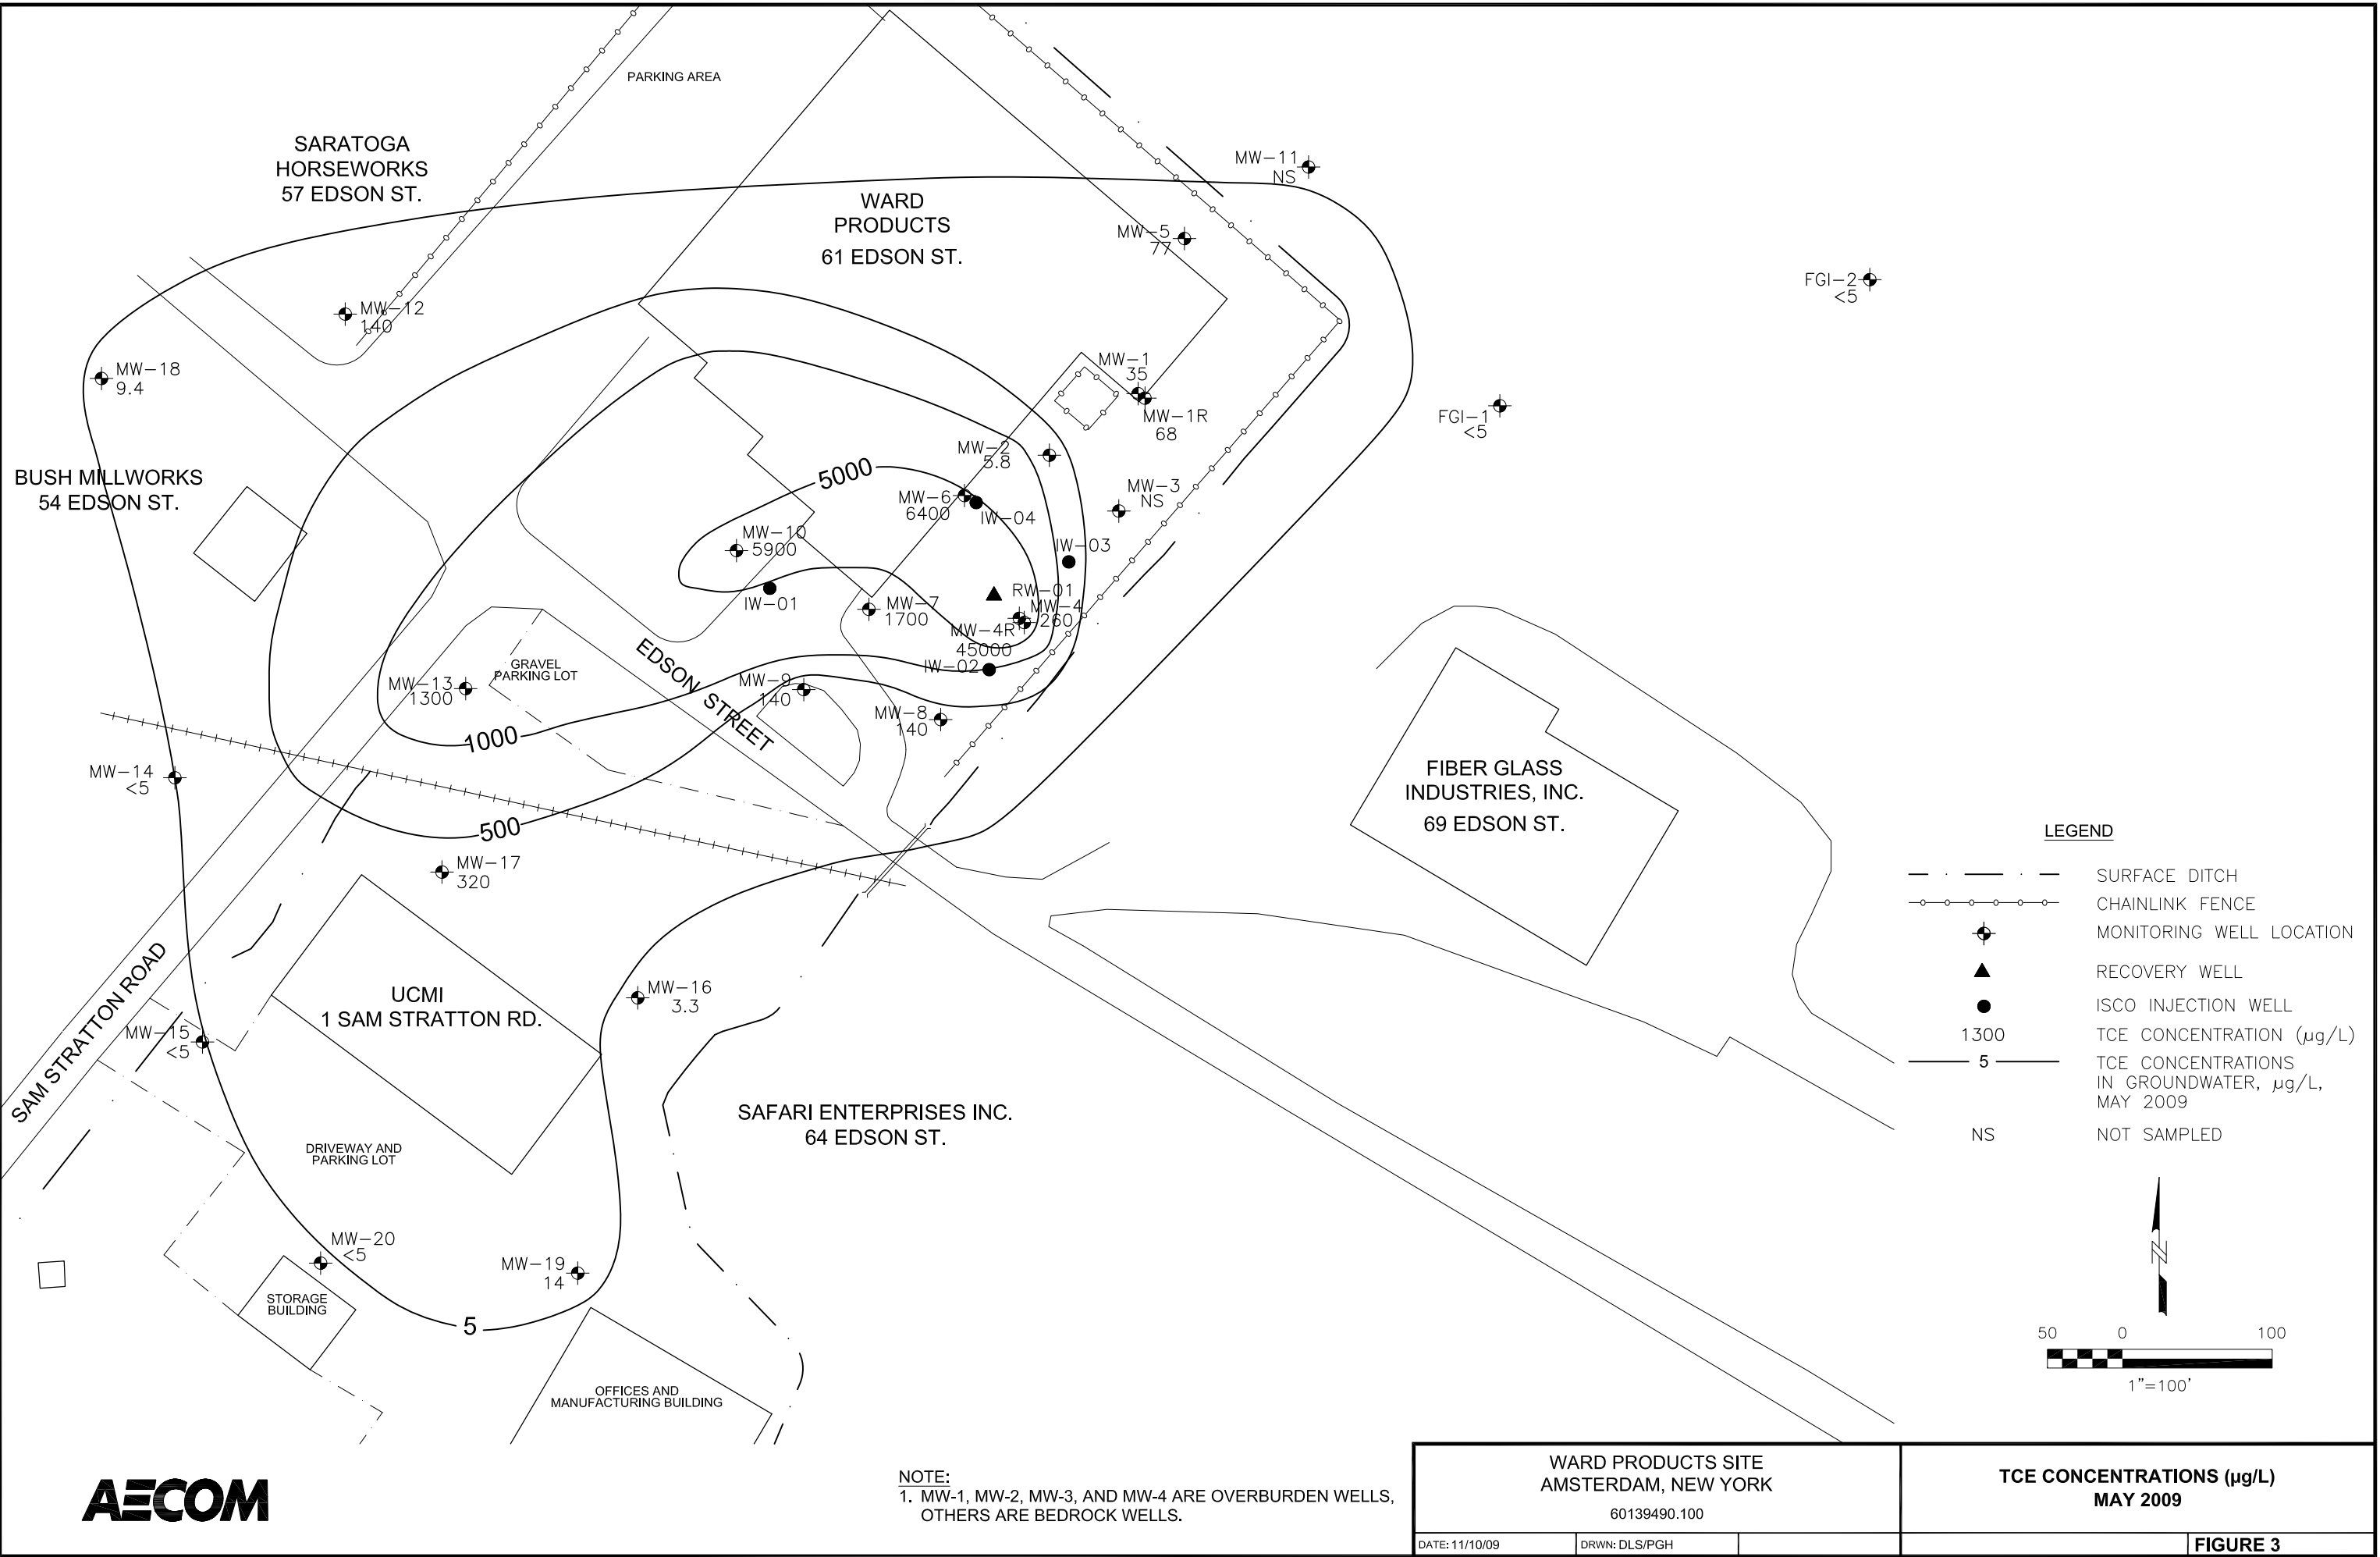 PARKING AREA
SARATOGA
HORSEWORKS
57 EDSON ST.
WARD
PRODUCTS
61 EDSON ST.
MW-11
NS
MW-5
77
FGI-2
<5
MW-12
140
MW-18
9.4
MW-1
35
MW-1R
68
FGI-1
<5
BUSH MILLWORKS
54 EDSON ST.
MW-2
5.8
5000
MW-6
6400
IW-04
MW-3
NS
MW-10
5900
IW-03
IW-01
MW-7
1700
RW-01
MW-4
260
MW-4R
45000
IW-02
EDSON STREET
GRAVEL
PARKING LOT
MW-13
1300
MW-9
140
MW-8
140
1000
MW-14
<5
500
MW-17
320
FIBER GLASS
INDUSTRIES, INC.
69 EDSON ST.
SAM STRATTON ROAD
UCMI
1 SAM STRATTON RD.
MW-16
3.3
MW-15
<5
SAFARI ENTERPRISES INC.
64 EDSON ST.
DRIVEWAY AND
PARKING LOT
MW-20
<5
MW-19
14
STORAGE
BUILDING
5
OFFICES AND
MANUFACTURING BUILDING
LEGEND
SURFACE DITCH
CHAINLINK FENCE
MONITORING WELL LOCATION
RECOVERY WELL
ISCO INJECTION WELL
1300 TCE CONCENTRATION (µg/L)
5 TCE CONCENTRATIONS
IN GROUNDWATER, µg/L,
MAY 2009
NS NOT SAMPLED
N
50 0 100
1"=100'
AECOM
NOTE:
1. MW-1, MW-2, MW-3, AND MW-4 ARE OVERBURDEN WELLS,
OTHERS ARE BEDROCK WELLS.
WARD PRODUCTS SITE
AMSTERDAM, NEW YORK
60139490.100
DATE: 11/10/09
DRWN: DLS/PGH
TCE CONCENTRATIONS (µg/L)
MAY 2009
FIGURE 3